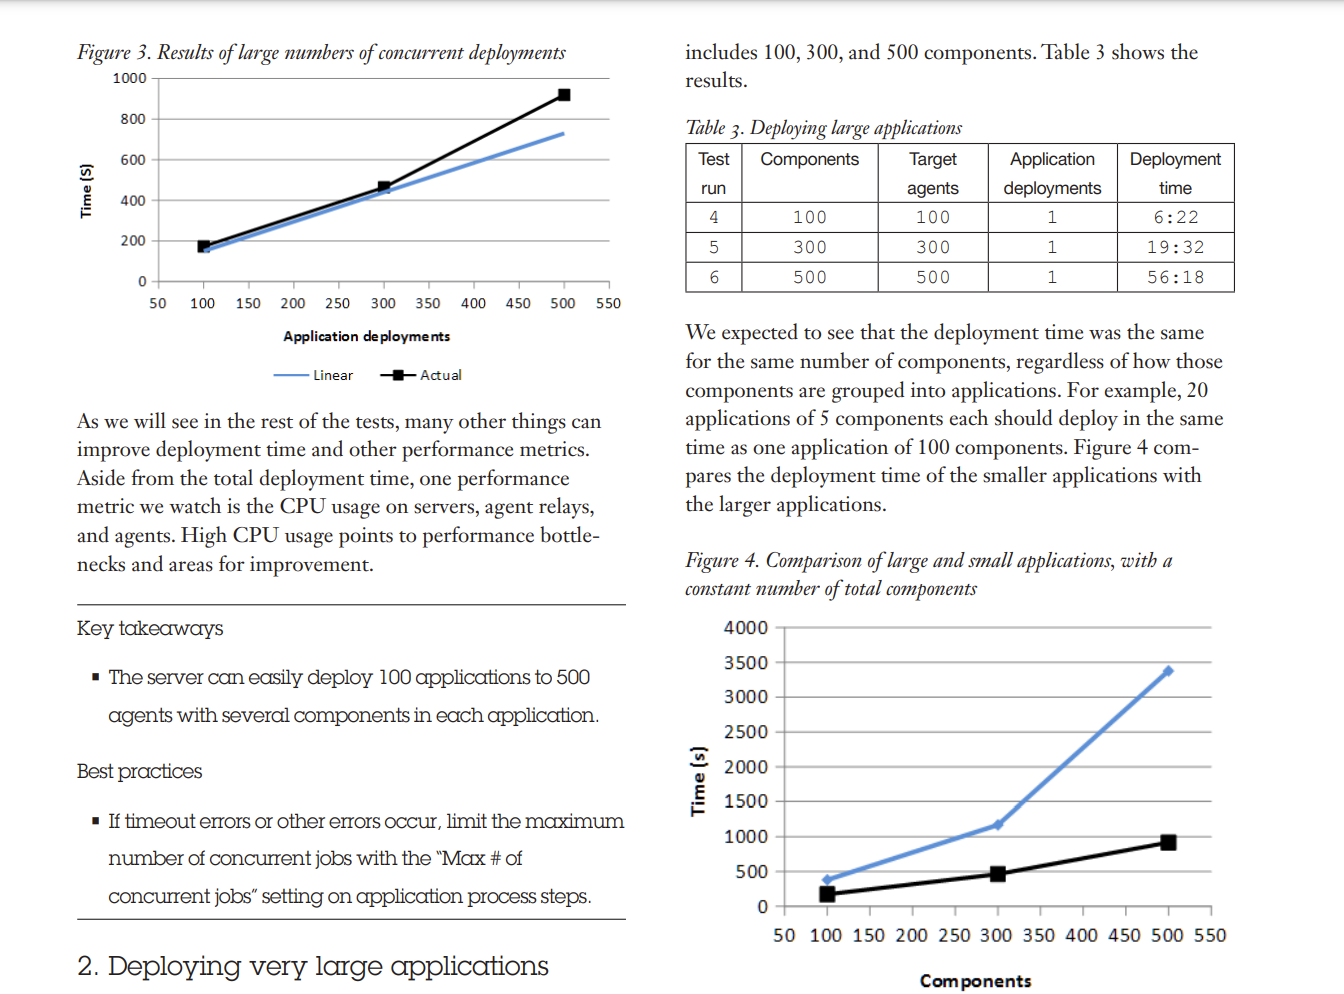 Figure 3. Results of large numbers of concurrent deployments
1000
800
600
400
200
0
Time (S)
50 100 150 200 250 300 350 400 450 500 550
Application deployments
Linear Actual
As we will see in the rest of the tests, many other things can
improve deployment time and other performance metrics.
Aside from the total deployment time, one performance
metric we watch is the CPU usage on servers, agent relays,
and agents. High CPU usage points to performance bottle-
necks and areas for improvement.
Key takeaways
▪ The server can easily deploy 100 applications to 500
agents with several components in each application.
Best practices
▪ If timeout errors or other errors occur, limit the maximum
number of concurrent jobs with the “Max # of
concurrent jobs” setting on application process steps.
2. Deploying very large applications
includes 100, 300, and 500 components. Table 3 shows the
results.
Table 3. Deploying large applications
Test run Components Target agents Application deployments Deployment time
4 100 100 1 6:22
5 300 300 1 19:32
6 500 500 1 56:18
We expected to see that the deployment time was the same
for the same number of components, regardless of how those
components are grouped into applications. For example, 20
applications of 5 components each should deploy in the same
time as one application of 100 components. Figure 4 com-
pares the deployment time of the smaller applications with
the larger applications.
Figure 4. Comparison of large and small applications, with a
constant number of total components
4000
3500
3000
2500
2000
1500
1000
500
0
Time (s)
50 100 150 200 250 300 350 400 450 500 550
Components